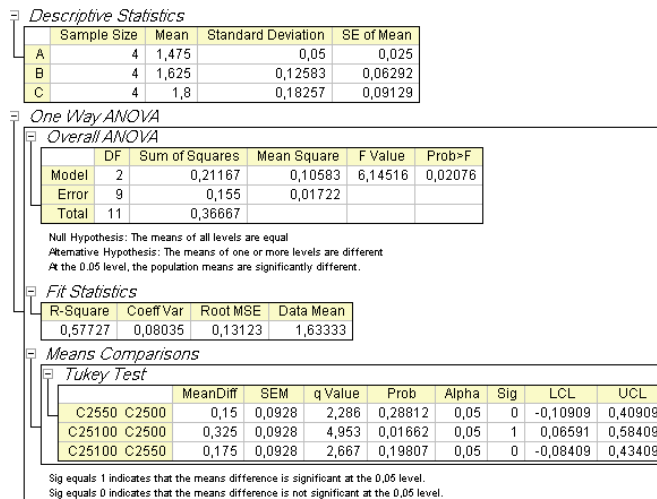 Descriptive Statistics
Sample Size Mean Standard Deviation SE of Mean
A 4 1,475 0,05 0,025
B 4 1,625 0,12583 0,06292
C 4 1,8 0,18257 0,09129
One Way ANOVA
Overall ANOVA
DF Sum of Squares Mean Square F Value Prob>F
Model 2 0,21167 0,10583 6,14516 0,02076
Error 9 0,155 0,01722
Total 11 0,36667
Null Hypothesis: The means of all levels are equal
Alternative Hypothesis: The means of one or more levels are different
At the 0.05 level, the population means are significantly different.
Fit Statistics
R-Square Coeff Var Root MSE Data Mean
0,57727 0,08035 0,13123 1,63333
Means Comparisons
Tukey Test
MeanDiff SEM q Value Prob Alpha Sig LCL UCL
C2550 C2500 0,15 0,0928 2,286 0,28812 0,05 0 -0,10909 0,40909
C25100 C2500 0,325 0,0928 4,953 0,01662 0,05 1 0,06591 0,58409
C25100 C2550 0,175 0,0928 2,667 0,19807 0,05 0 -0,08409 0,43409
Sig equals 1 indicates that the means difference is significant at the 0,05 level.
Sig equals 0 indicates that the means difference is not significant at the 0,05 level.